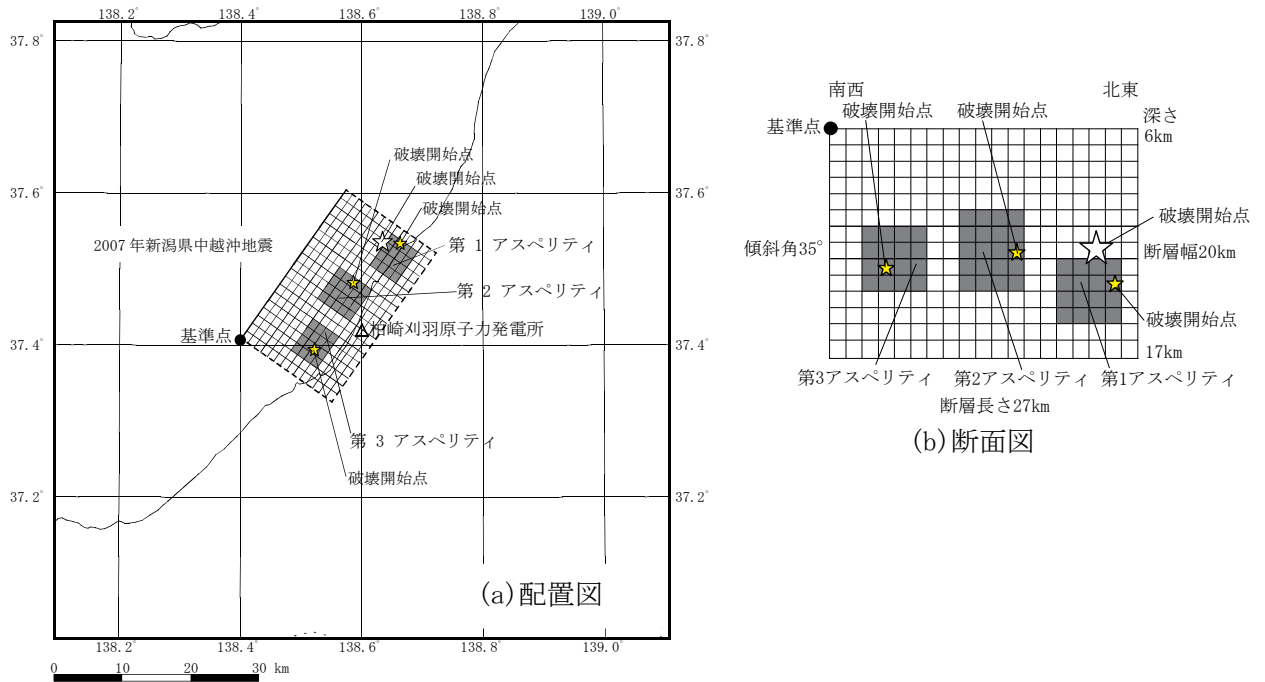 138.2° 138.4° 138.6° 138.8° 139.0°
37.8° 37.8°
37.6° 37.6°
37.4° 37.4°
37.2° 37.2°
138.2° 138.4° 138.6° 138.8° 139.0°
破壊開始点
破壊開始点
破壊開始点
2007年新潟県中越沖地震
第 1 アスペリティ
第 2 アスペリティ
柏崎刈羽原子力発電所
基準点
第 3 アスペリティ
破壊開始点
(a)配置図
0 10 20 30 km
南西 北東
破壊開始点 破壊開始点
深さ
基準点
6km
破壊開始点
傾斜角35°
断層幅20km
破壊開始点
17km
第3アスペリティ 第2アスペリティ 第1アスペリティ
断層長さ27km
(b)断面図